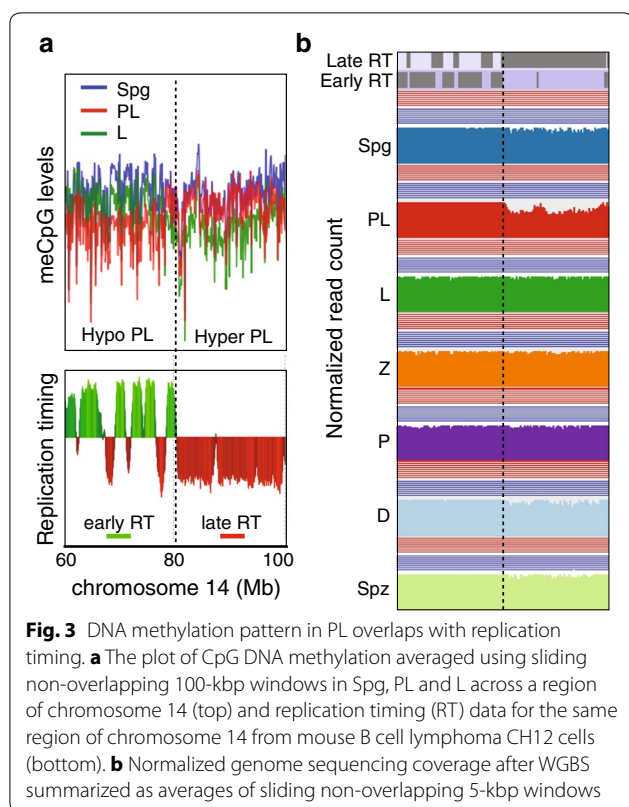 a
Spg
PL
L
meCpG levels
Hypo PL
Hyper PL
Replication timing
early RT
late RT
60
80
100
chromosome 14 (Mb)
b
Late RT
Early RT
Normalized read count
Spg
PL
L
Z
P
D
Spz
Fig. 3 DNA methylation pattern in PL overlaps with replication
timing. a The plot of CpG DNA methylation averaged using sliding
non-overlapping 100-kbp windows in Spg, PL and L across a region
of chromosome 14 (top) and replication timing (RT) data for the same
region of chromosome 14 from mouse B cell lymphoma CH12 cells
(bottom). b Normalized genome sequencing coverage after WGBS
summarized as averages of sliding non-overlapping 5-kbp windows